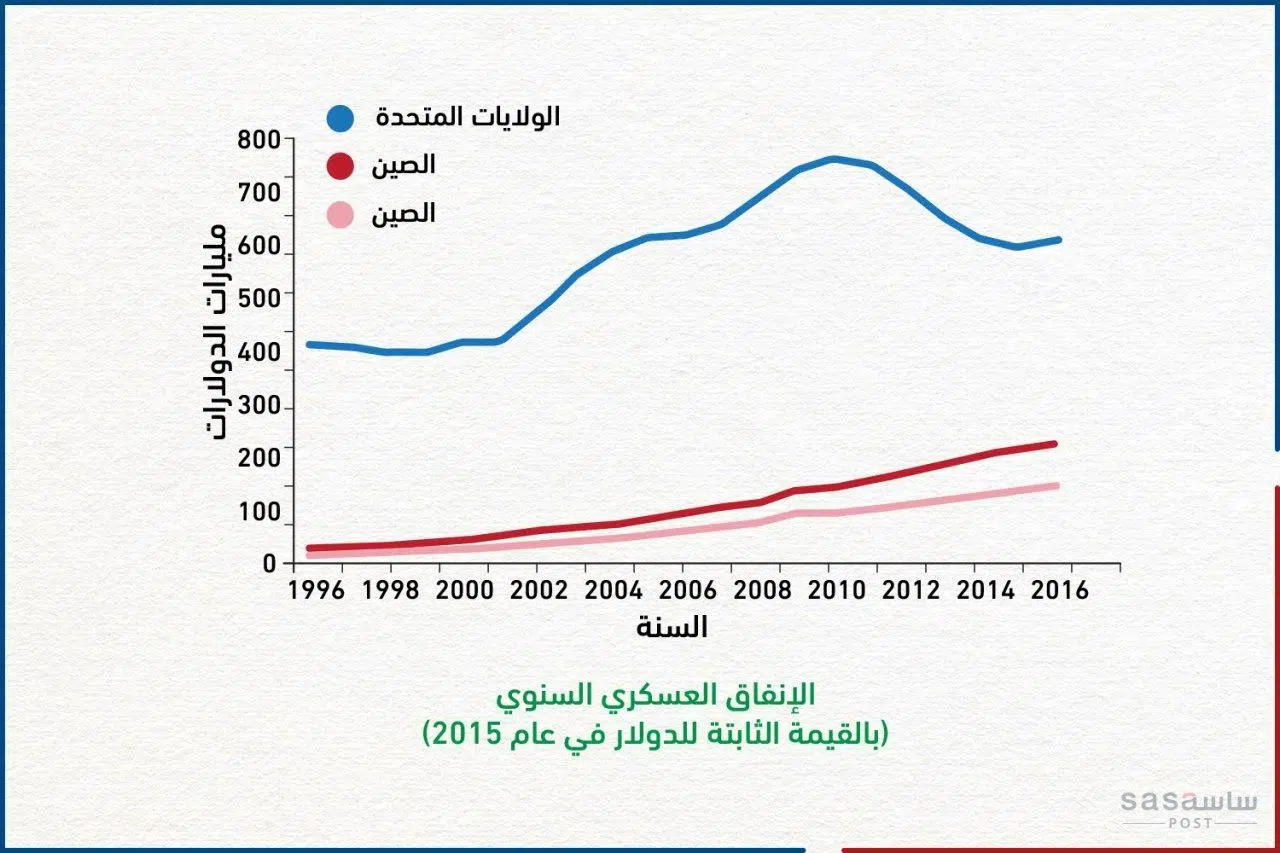 الولايات المتحدة
الصين
الصين
800
700
600
500
400
300
200
100
0
مليارات الدولارات
1996 1998 2000 2002 2004 2006 2008 2010 2012 2014 2016
السنة
الإنفاق العسكري السنوي
(بالقيمة الثابتة للدولار في عام 2015)
sasa ساسة
POST